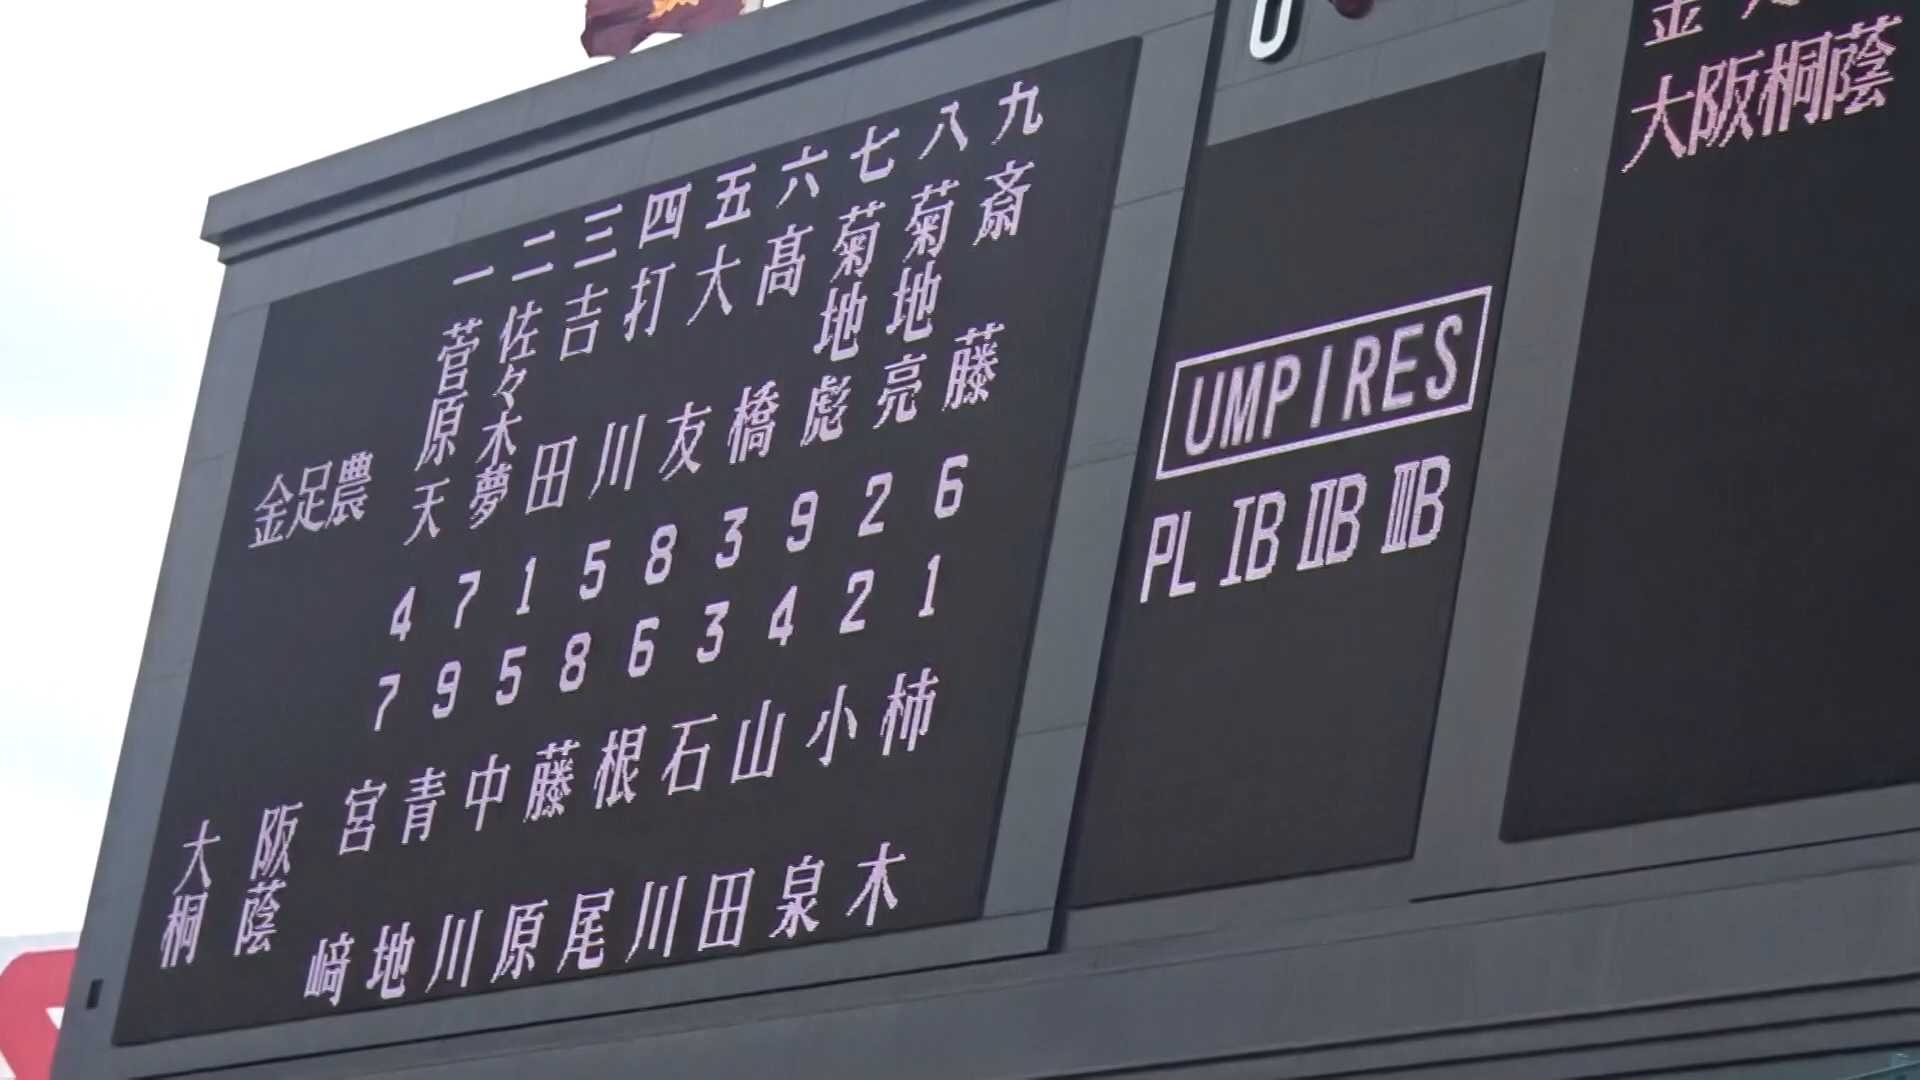 一 二 三 四 五 六 七 八 九
金足農
菅原天
佐々木夢
吉田
打川
大友
髙橋
菊地彪
菊地亮
斎藤
4 7 1 5 8 3 9 2 6
7 9 5 8 6 3 4 2 1
大阪桐蔭
宮﨑
青地
中川
藤原
根尾
石川
山田
小泉
柿木
UMPIRES
PL ⅠB ⅡB ⅢB
大阪桐蔭